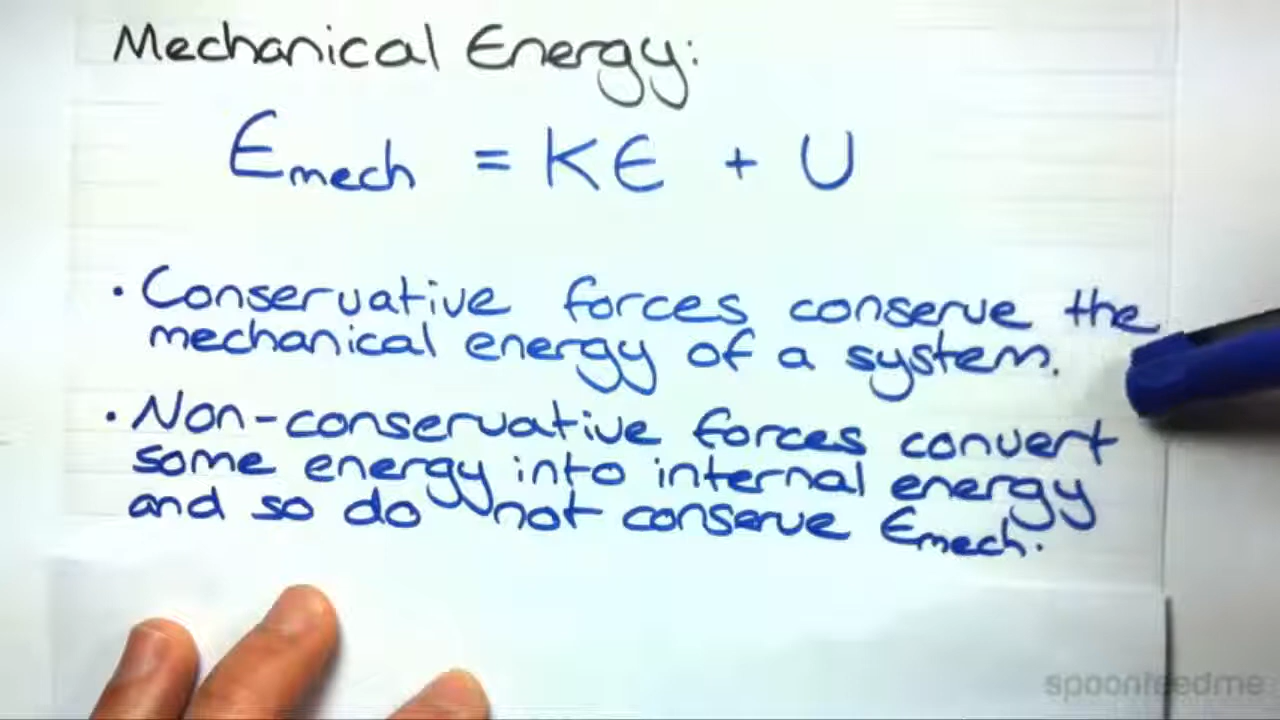 Mechanical Energy:
Emech = KE + U
• Conservative forces conserve the
mechanical energy of a system.
• Non-conservative forces convert
some energy into internal energy
and so do not conserve Emech.
spoonfeedme